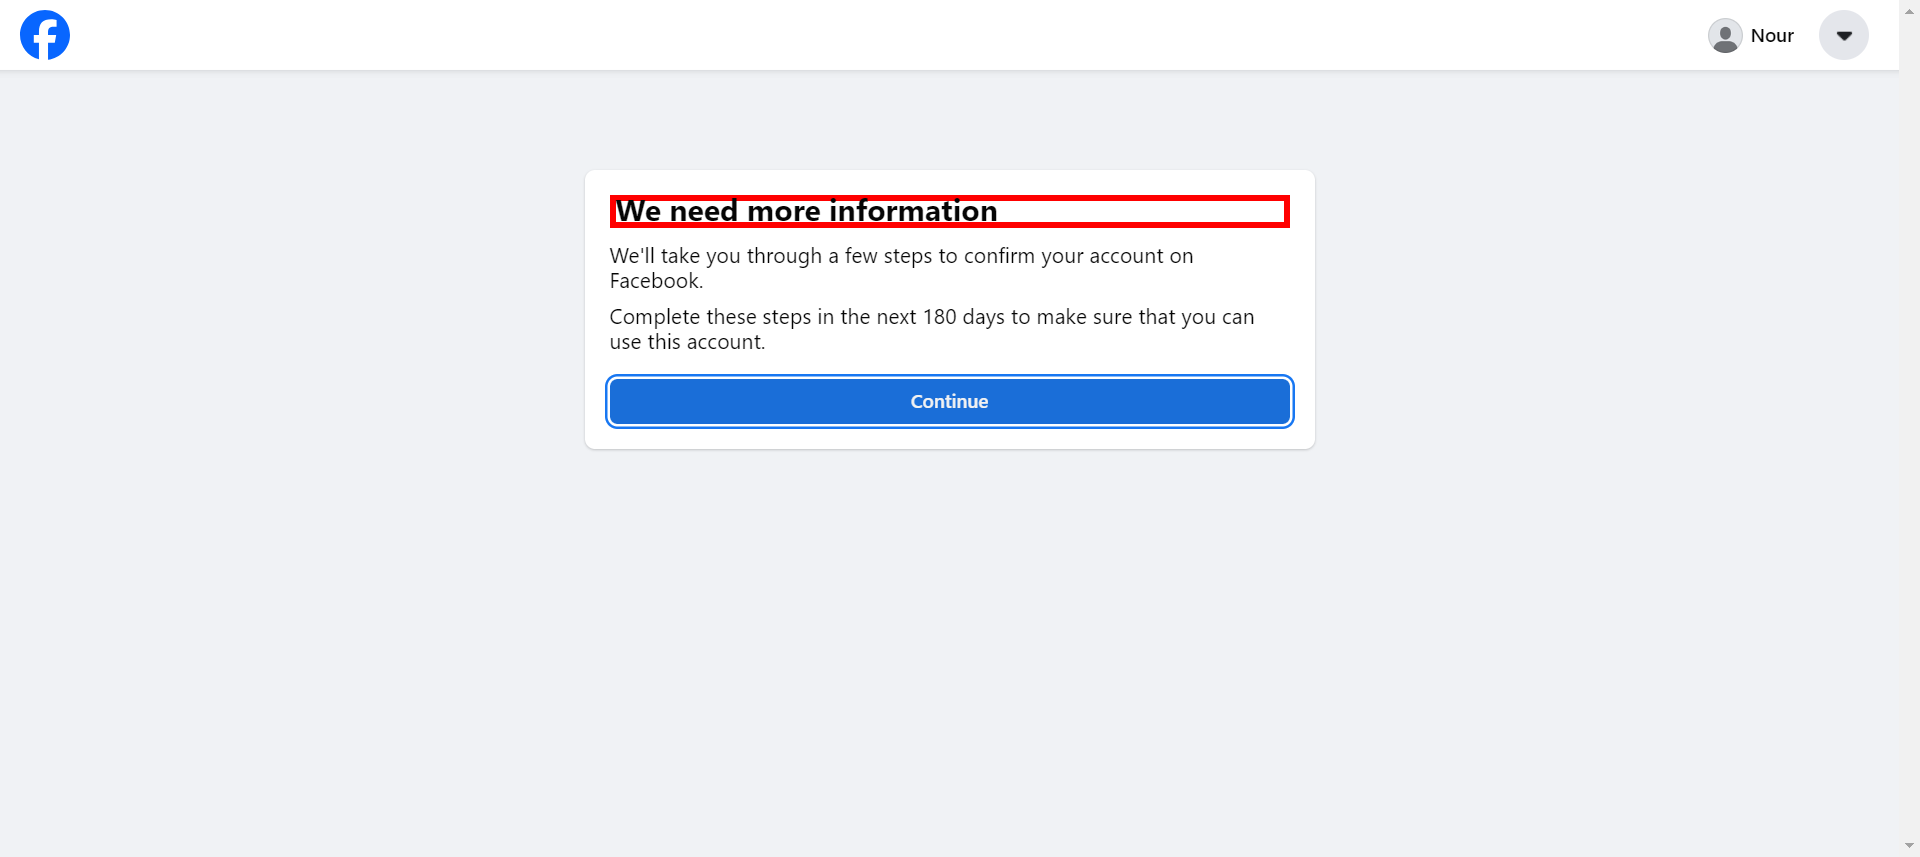 Nour
We need more information
We'll take you through a few steps to confirm your account on
Facebook.
Complete these steps in the next 180 days to make sure that you can
use this account.
Continue